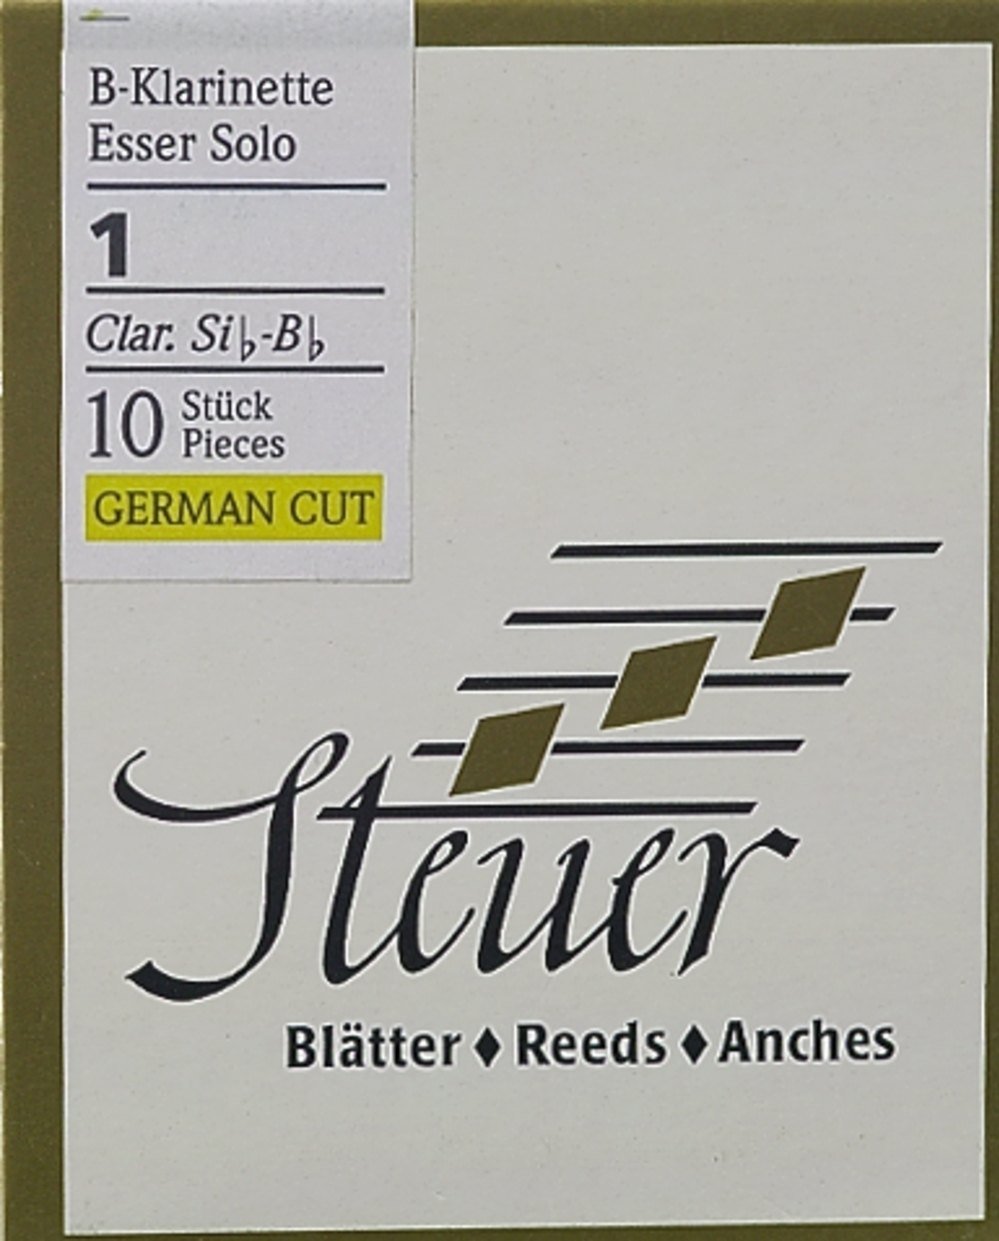 B-Klarinette
Esser Solo
1
Clar. Si♭-B♭
10 Stück
Pieces
GERMAN CUT
Steuer
Blätter ♦ Reeds ♦ Anches